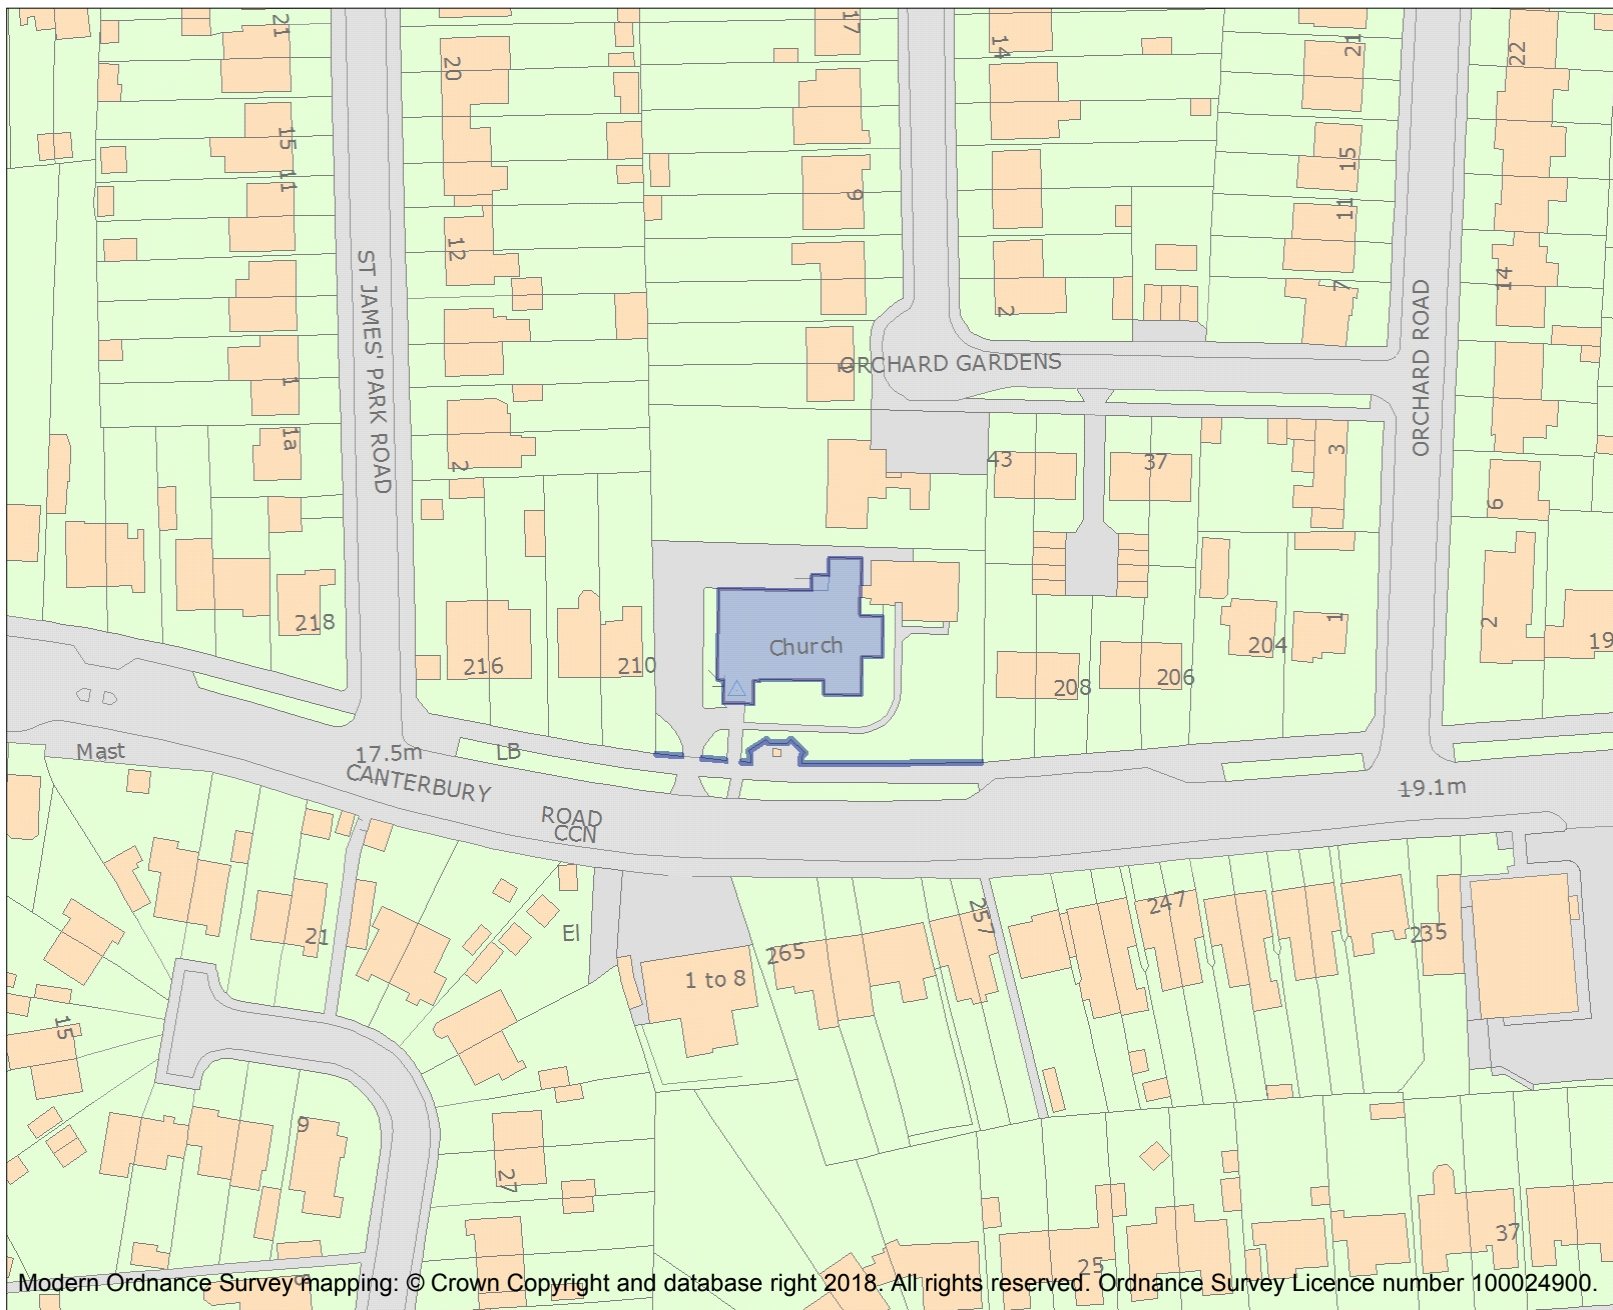 21
17
14
21
22
20
15
15
11
9
11
12
14
7
2
ST JAMES' PARK ROAD
ORCHARD GARDENS
ORCHARD ROAD
1
1a
2
43
37
3
6
218
216
210
Church
208
206
204
1
2
19
Mast
17.5m
LB
CANTERBURY
ROAD
CCN
19.1m
21
El
1 to 8
265
257
247
235
15
9
27
25
37
Modern Ordnance Survey mapping: © Crown Copyright and database right 2018. All rights reserved. Ordnance Survey Licence number 100024900.